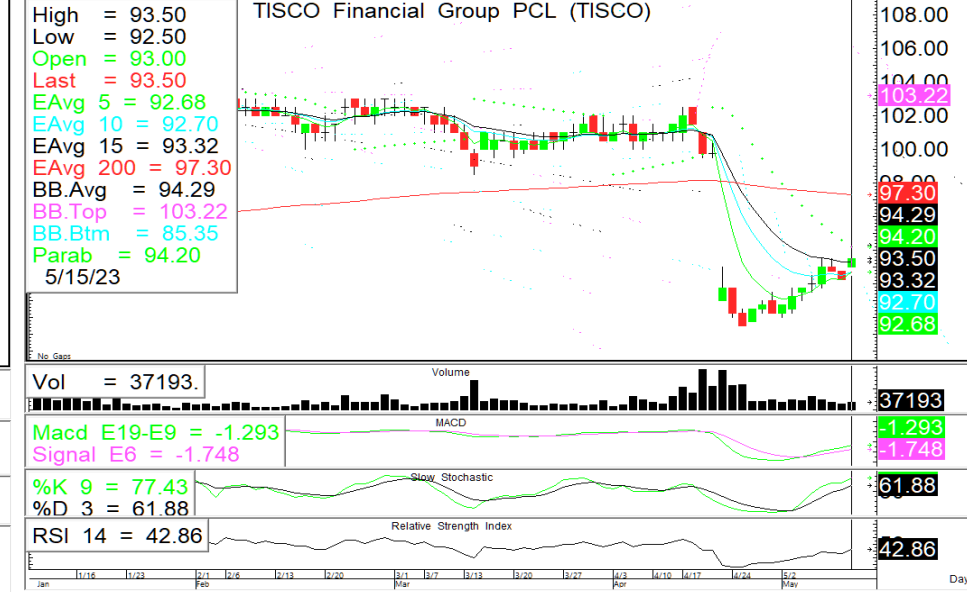 TISCO Financial Group PCL (TISCO)
High = 93.50
Low = 92.50
Open = 93.00
Last = 93.50
EAvg 5 = 92.68
EAvg 10 = 92.70
EAvg 15 = 93.32
EAvg 200 = 97.30
BB.Avg = 94.29
BB.Top = 103.22
BB.Btm = 85.35
Parab = 94.20
5/15/23
108.00
106.00
104.00
103.22
102.00
100.00
98.00
97.30
94.29
94.20
93.50
93.32
92.70
92.68
No Gaps
Volume
Vol = 37193.
37193
MACD
Macd E19-E9 = -1.293
Signal E6 = -1.748
-1.293
-1.748
Slow Stochastic
%K 9 = 77.43
%D 3 = 61.88
61.88
Relative Strength Index
RSI 14 = 42.86
42.86
1/16 1/23 2/1 2/6 2/13 2/20 3/1 3/7 3/13 3/20 3/27 4/3 4/10 4/17 4/24 5/2
Jan Feb Mar Apr May
Day